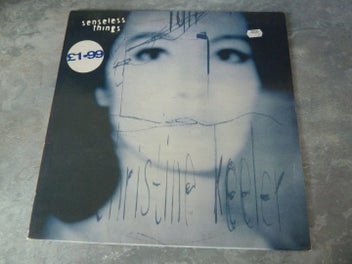 senseless
things
£1-99
christine keeler